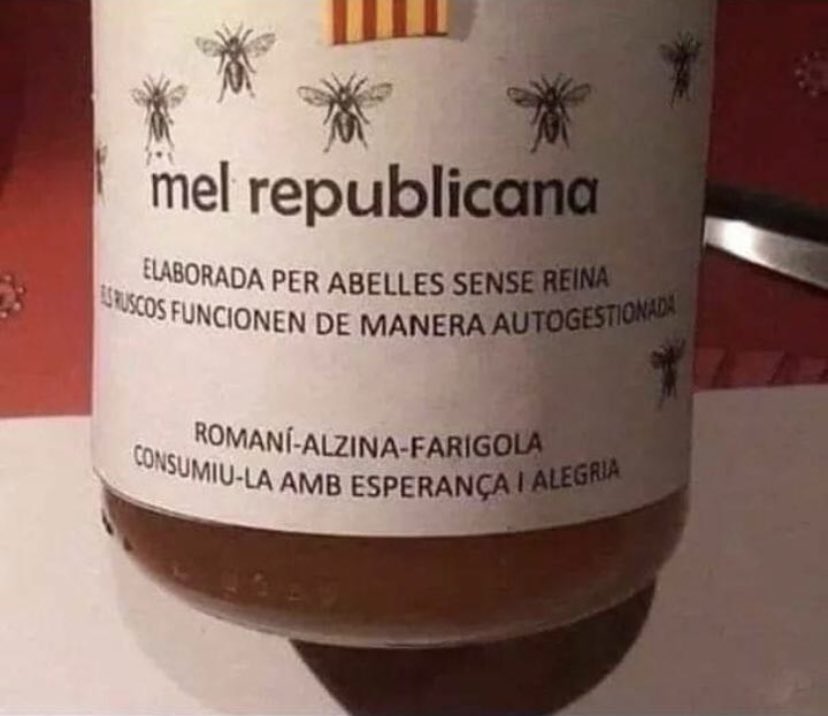 mel republicana
ELABORADA PER ABELLES SENSE REINA
ELS RUSCOS FUNCIONEN DE MANERA AUTOGESTIONADA
ROMANÍ-ALZINA-FARIGOLA
CONSUMIU-LA AMB ESPERANÇA I ALEGRIA